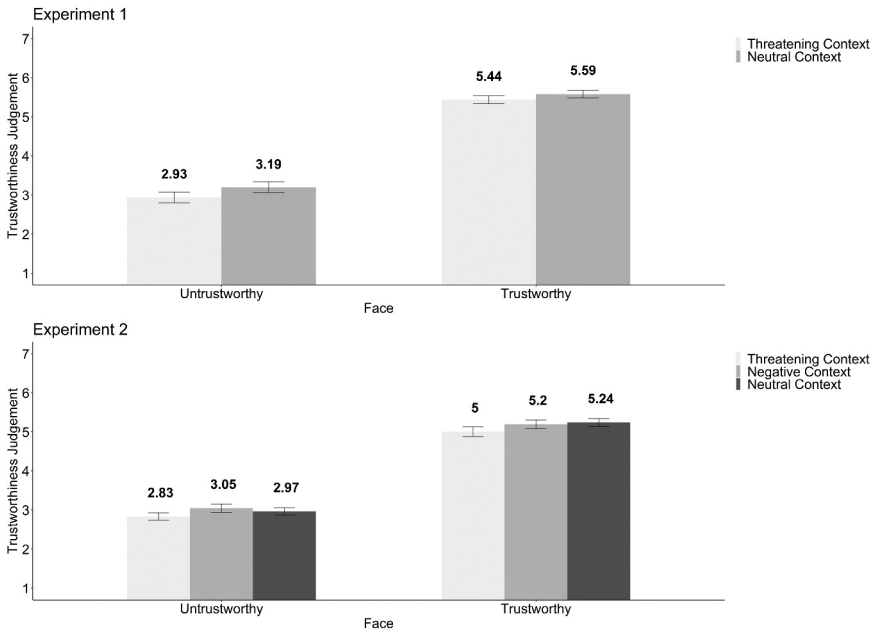 Experiment 1
Threatening Context
Neutral Context
Trustworthiness Judgement
7
6
5
4
3
2
1
2.93
3.19
5.44
5.59
Untrustworthy
Trustworthy
Face
Experiment 2
Threatening Context
Negative Context
Neutral Context
Trustworthiness Judgement
7
6
5
4
3
2
1
2.83
3.05
2.97
5
5.2
5.24
Untrustworthy
Trustworthy
Face